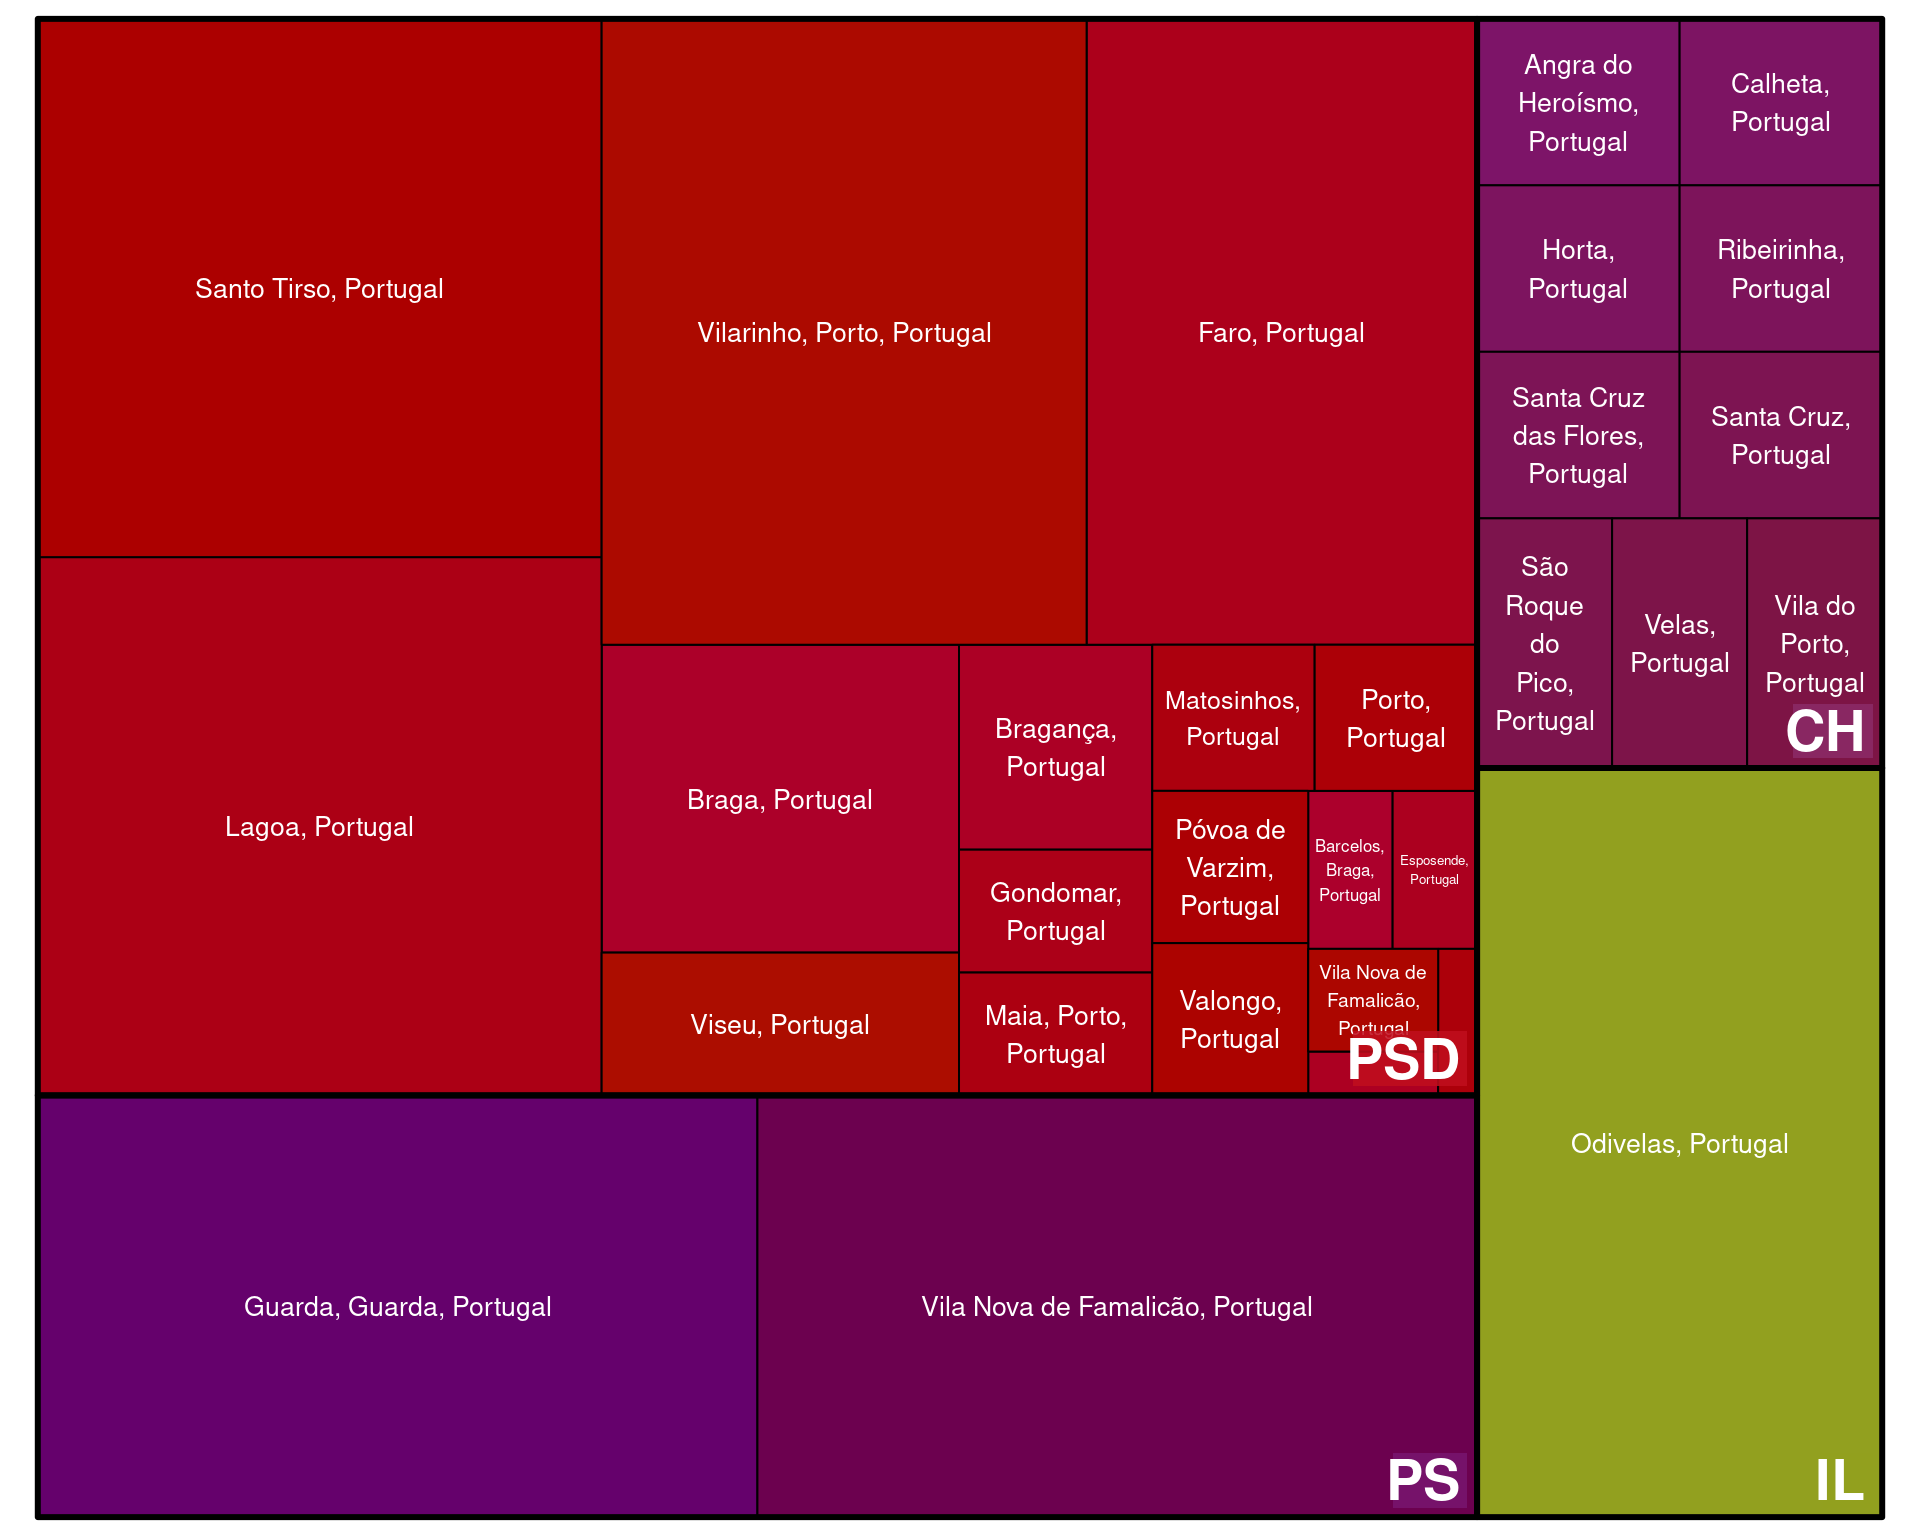 Santo Tirso, Portugal
Vilarinho, Porto, Portugal
Faro, Portugal
Lagoa, Portugal
Braga, Portugal
Viseu, Portugal
Bragança,
Portugal
Gondomar,
Portugal
Maia, Porto,
Portugal
Matosinhos,
Portugal
Porto,
Portugal
Póvoa de
Varzim,
Portugal
Valongo,
Portugal
Barcelos,
Braga,
Portugal
Esposende,
Portugal
Vila Nova de
Famalicão,
Portugal
PSD
Guarda, Guarda, Portugal
Vila Nova de Famalicão, Portugal
PS
Angra do
Heroísmo,
Portugal
Calheta,
Portugal
Horta,
Portugal
Ribeirinha,
Portugal
Santa Cruz
das Flores,
Portugal
Santa Cruz,
Portugal
São
Roque
do
Pico,
Portugal
Velas,
Portugal
Vila do
Porto,
Portugal
CH
Odivelas, Portugal
IL